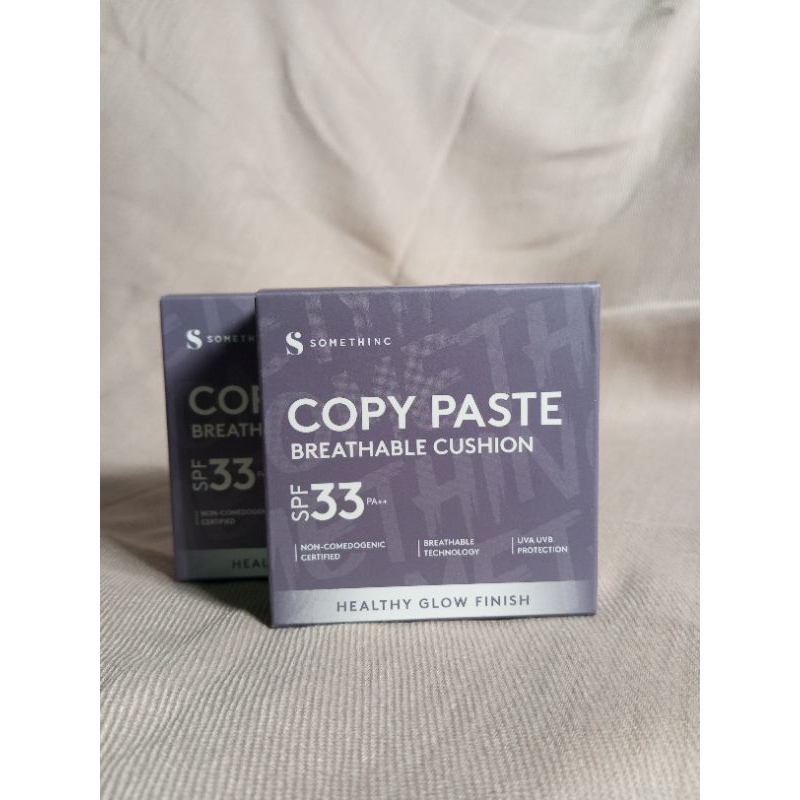 SOMETHINC
COPY PASTE
BREATHABLE CUSHION
SPF 33 PA++
NON-COMEDOGENIC
CERTIFIED
BREATHABLE
TECHNOLOGY
UVA UVB
PROTECTION
HEALTHY GLOW FINISH
SOMETHINC
COP
BREATH
SPF 33
NON-COMEDOGENIC
CERTIFIED
HEAL